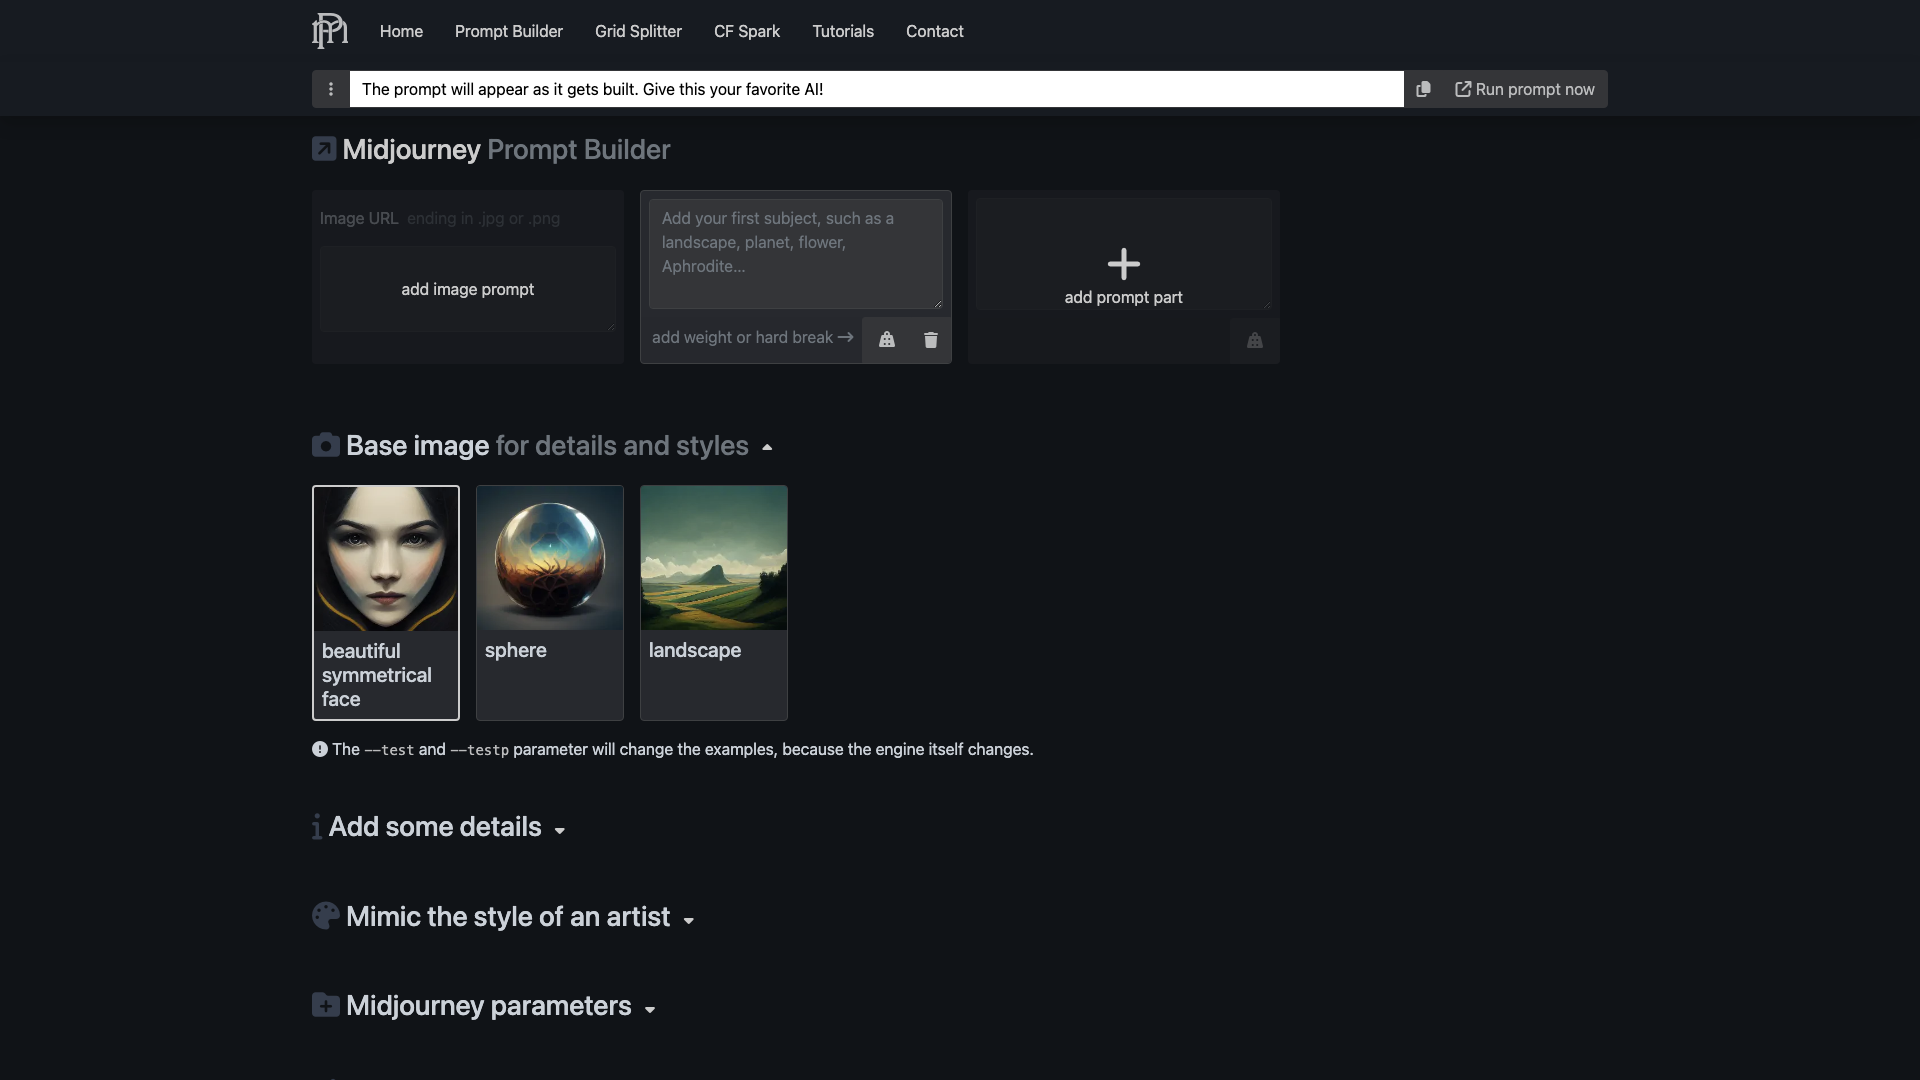 Home Prompt Builder Grid Splitter CF Spark Tutorials Contact
The prompt will appear as it gets built. Give this your favorite AI!
Run prompt now
Midjourney Prompt Builder
Image URL ending in .jpg or .png
add image prompt
Add your first subject, such as a
landscape, planet, flower,
Aphrodite...
add weight or hard break →
add prompt part
Base image for details and styles
beautiful
symmetrical
face
sphere
landscape
The --test and --testp parameter will change the examples, because the engine itself changes.
Add some details
Mimic the style of an artist
Midjourney parameters